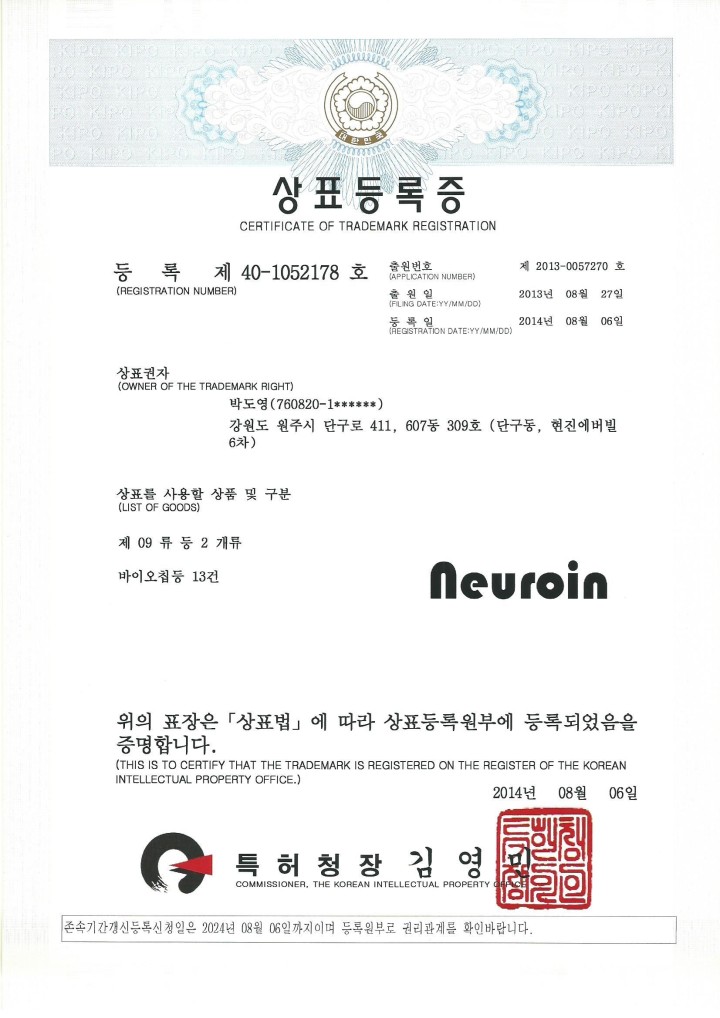 대한민국
상표등록증
CERTIFICATE OF TRADEMARK REGISTRATION
등 록 제 40-1052178 호
(REGISTRATION NUMBER)
출원번호 제 2013-0057270 호
(APPLICATION NUMBER)
출 원 일 2013년 08월 27일
(FILING DATE:YY/MM/DD)
등 록 일 2014년 08월 06일
(REGISTRATION DATE:YY/MM/DD)
상표권자
(OWNER OF THE TRADEMARK RIGHT)
박도영(760820-1******)
강원도 원주시 단구로 411, 607동 309호 (단구동, 현진에버빌
6차)
상표를 사용할 상품 및 구분
(LIST OF GOODS)
제 09 류 등 2 개류
바이오칩등 13건
Neuroin
위의 표장은「상표법」에 따라 상표등록원부에 등록되었음을
증명합니다.
(THIS IS TO CERTIFY THAT THE TRADEMARK IS REGISTERED ON THE REGISTER OF THE KOREAN
INTELLECTUAL PROPERTY OFFICE.)
2014년 08월 06일
특허청장 김영민
COMMISSIONER, THE KOREAN INTELLECTUAL PROPERTY OFFICE
존속기간갱신등록신청일은 2024년 08월 06일까지이며 등록원부로 권리관계를 확인바랍니다.